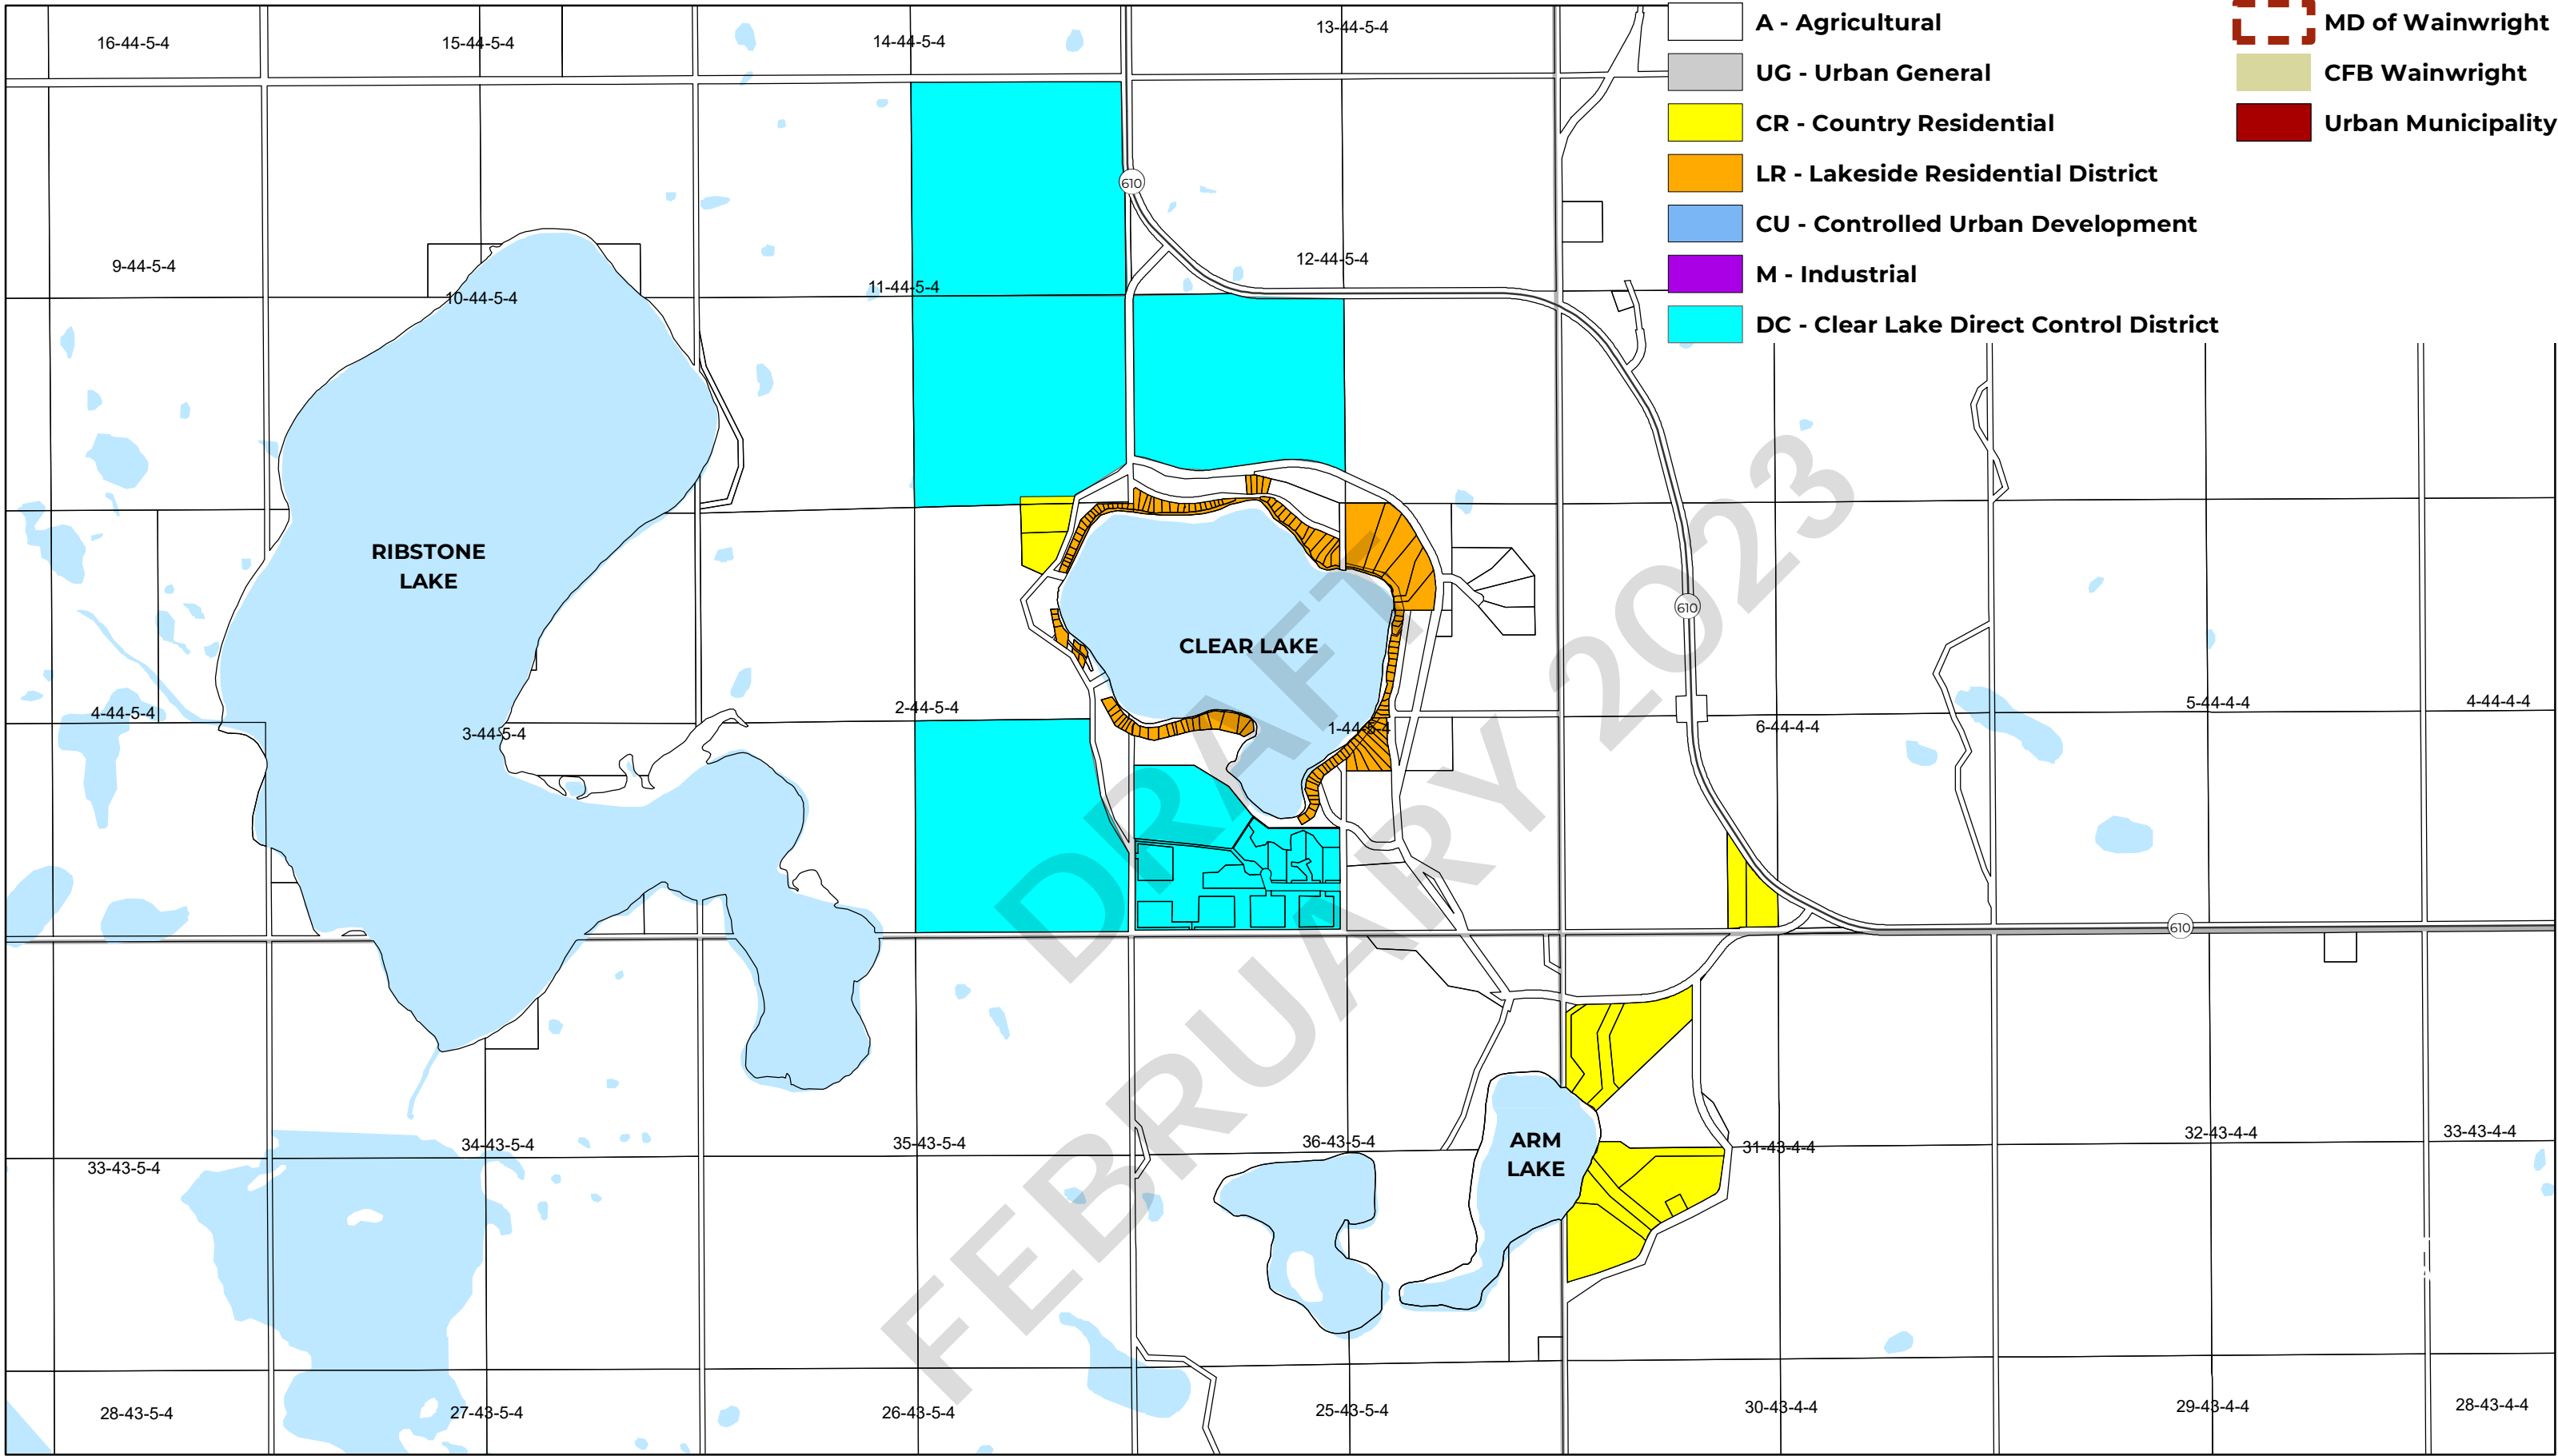 A - Agricultural
UG - Urban General
CR - Country Residential
LR - Lakeside Residential District
CU - Controlled Urban Development
M - Industrial
DC - Clear Lake Direct Control District
MD of Wainwright
CFB Wainwright
Urban Municipality
16-44-5-4
15-44-5-4
14-44-5-4
13-44-5-4
610
9-44-5-4
10-44-5-4
11-44-5-4
12-44-5-4
RIBSTONE
LAKE
CLEAR LAKE
610
4-44-5-4
3-44-5-4
2-44-5-4
1-44-5-4
6-44-4-4
5-44-4-4
4-44-4-4
610
DRAFT
FEBRUARY 2023
33-43-5-4
34-43-5-4
35-43-5-4
36-43-5-4
ARM
LAKE
31-43-4-4
32-43-4-4
33-43-4-4
28-43-5-4
27-43-5-4
26-43-5-4
25-43-5-4
30-43-4-4
29-43-4-4
28-43-4-4